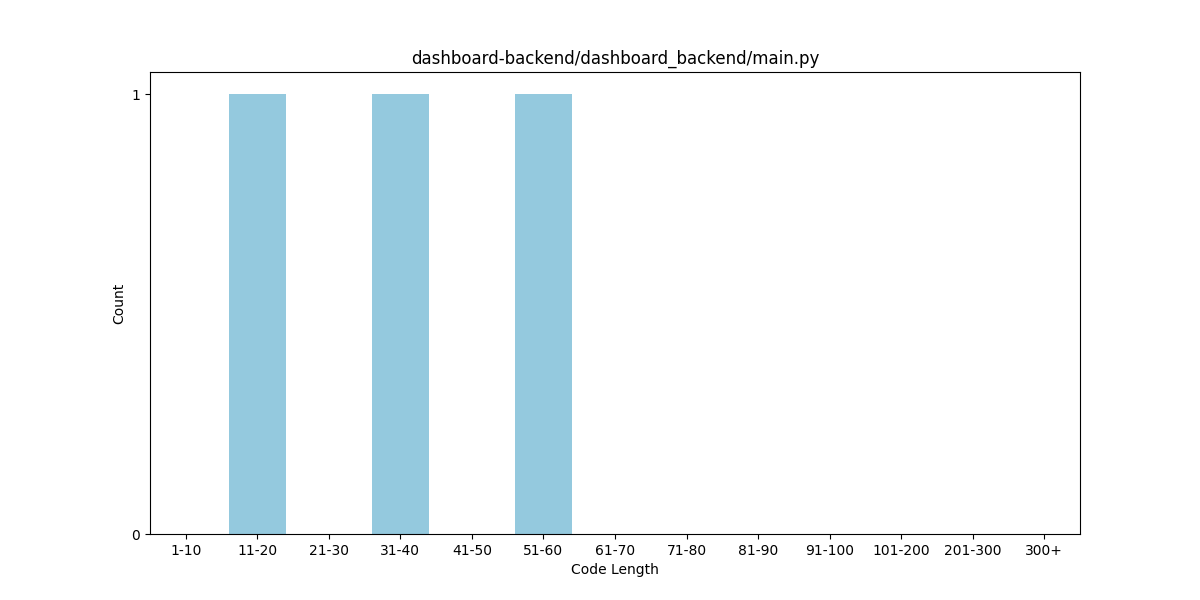 dashboard-backend/dashboard_backend/main.py
1
Count
0
1-10 11-20 21-30 31-40 41-50 51-60 61-70 71-80 81-90 91-100 101-200 201-300 300+
Code Length